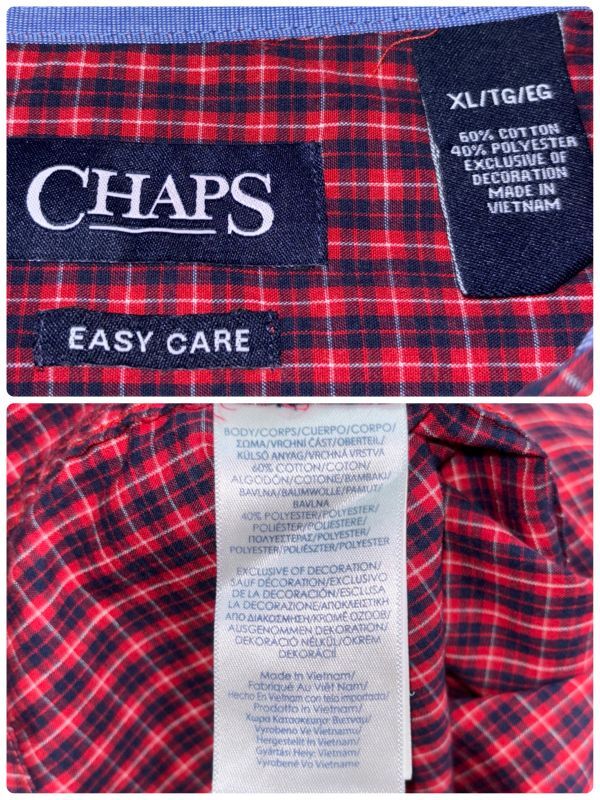 CHAPS
EASY CARE
XL/TG/EG
60% COTTON
40% POLYESTER
EXCLUSIVE OF
DECORATION
MADE IN
VIETNAM
BODY/CORPS/CUERPO/CORPO/
ΣΩΜΑ/VRCHNI ČÁST/OBERTEIL/
KÜLSŐ ANYAG/VRCHNÁ VRSTVA
60% COTTON/COTON/
ALGODÓN/COTONE/BAMBAKI/
BAVLNA/BAUMWOLLE/PAMUT/
BAVLNA
40% POLYESTER/POLYESTER/
POLIÉSTER/POLIESTERE/
ΠΟΛΥΕΣΤΕΡΑΣ/POLYESTER/
POLYESTER/POLIÉSZTER/POLYESTER
EXCLUSIVE OF DECORATION/
SAUF DÉCORATION/EXCLUSIVO
DE LA DECORACIÓN/ESCLUSA
LA DECORAZIONE/ΑΠΟΚΛΕΙΣΤΙΚΗ
ΑΠΟ ΔΙΑΚΟΣΜΗΣΗ/KROMĚ OZDOB/
AUSGENOMMEN DEKORATION/
DEKORÁCIÓ NÉLKÜL/OKREM
DEKORÁCIÍ
Made In Vietnam/
Fabriqué Au Viêt Nam/
Hecho En Vietnam con tela importada/
Prodotto in Vietnam/
Χωρα Κατασκευησ Βιετναμ/
Vyrobeno Ve Vietnamu/
Hergestellt In Vietnam/
Gyártási Hely: Vietnam/
Vyrobené Vo Vietname